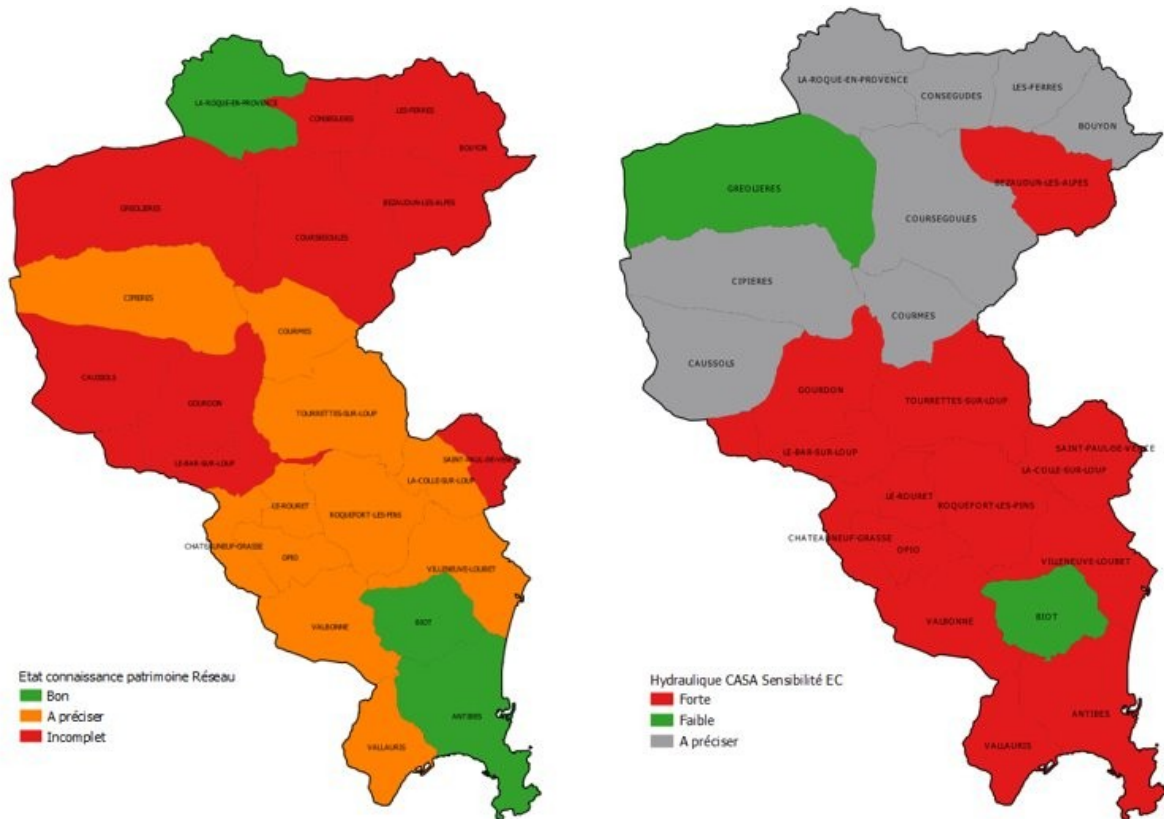 LA-ROQUE-EN-PROVENCE
CONSEGUDES
LES-FERRES
BOUYON
GREOLIERES
BEZAUDUN-LES-ALPES
COURSEGOULES
CIPIERES
COURMES
CAUSSOLS
GOURDON
TOURRETTES-SUR-LOUP
LE-BAR-SUR-LOUP
SAINT-PAUL-DE-VENCE
LA-COLLE-SUR-LOUP
LE-ROURET
ROQUEFORT-LES-PINS
CHATEAUNEUF-GRASSE
OPIO
VILLENEUVE-LOUBET
VALBONNE
BIOT
ANTIBES
VALLAURIS
Etat connaissance patrimoine Réseau
Bon
A préciser
Incomplet
LA-ROQUE-EN-PROVENCE
CONSEGUDES
LES-FERRES
BOUYON
GREOLIERES
BEZAUDUN-LES-ALPES
COURSEGOULES
CIPIERES
COURMES
CAUSSOLS
GOURDON
TOURRETTES-SUR-LOUP
LE-BAR-SUR-LOUP
SAINT-PAUL-DE-VENCE
LA-COLLE-SUR-LOUP
LE-ROURET
ROQUEFORT-LES-PINS
CHATEAUNEUF-GRASSE
OPIO
VILLENEUVE-LOUBET
VALBONNE
BIOT
ANTIBES
VALLAURIS
Hydraulique CASA Sensibilité EC
Forte
Faible
A préciser